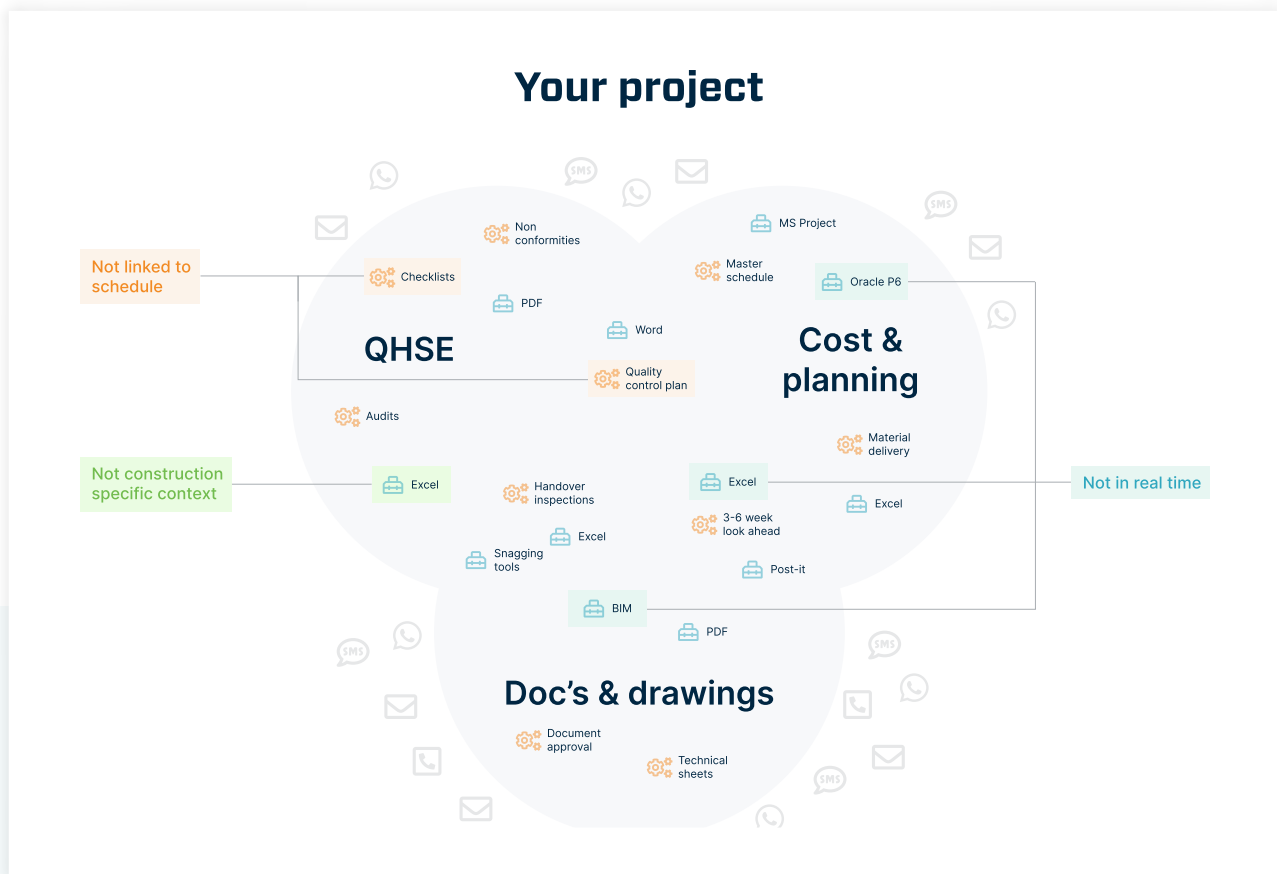 Your project
SMS
SMS
Non
conformities
MS Project
Not linked to
schedule
Checklists
Master
schedule
Oracle P6
PDF
Word
QHSE
Cost &
planning
Quality
control plan
Audits
Material
delivery
Not construction
specific context
Excel
Handover
inspections
Excel
Excel
Not in real time
3-6 week
look ahead
Excel
Snagging
tools
Post-it
BIM
PDF
SMS
SMS
Doc’s & drawings
Document
approval
Technical
sheets
SMS